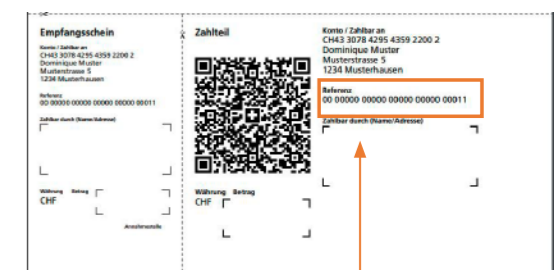 Empfangsschein
Konto / Zahlbar an
CH43 3078 4295 4359 2200 2
Dominique Muster
Musterstrasse 5
1234 Musterhausen
Referenz
00 00000 00000 00000 00000 00011
Zahlbar durch (Name/Adresse)
Währung Betrag
CHF
Annahmestelle
Zahlteil
Währung Betrag
CHF
Konto / Zahlbar an
CH43 3078 4295 4359 2200 2
Dominique Muster
Musterstrasse 5
1234 Musterhausen
Referenz
00 00000 00000 00000 00000 00011
Zahlbar durch (Name/Adresse)